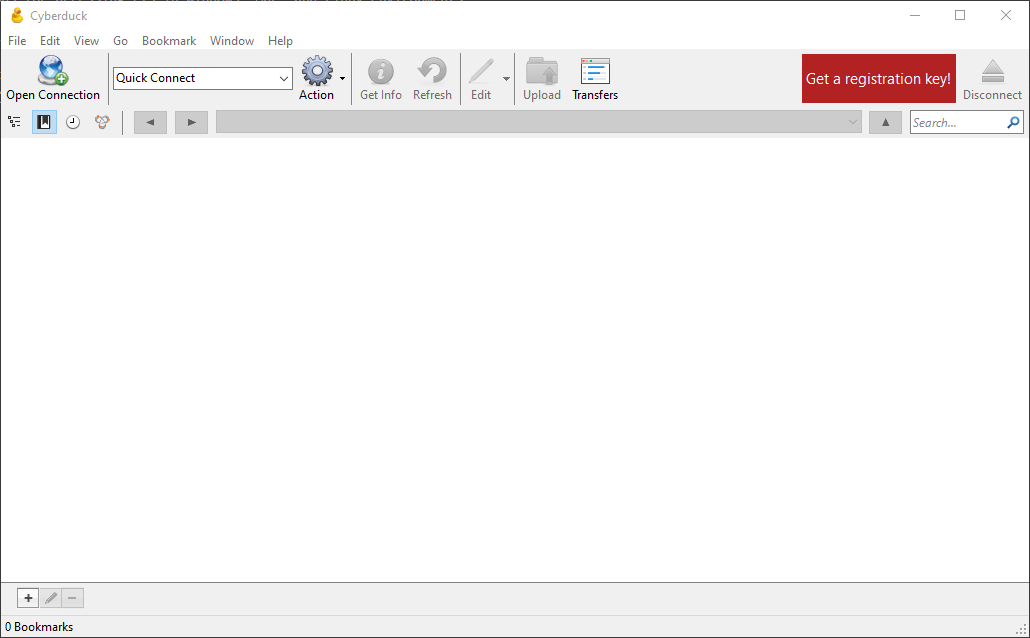 Cyberduck
File Edit View Go Bookmark Window Help
Open Connection
Quick Connect
Action
Get Info
Refresh
Edit
Upload
Transfers
Get a registration key!
Disconnect
Search...
0 Bookmarks